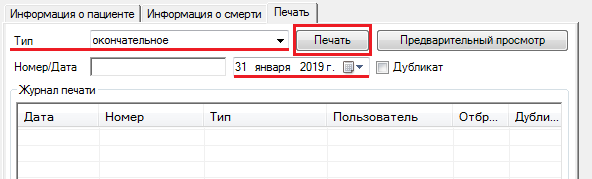 Информация о пациенте Информация о смерти Печать
Тип окончательное Печать Предварительный просмотр
Номер/Дата 31 января 2019 г. Дубликат
Журнал печати
Дата Номер Тип Пользователь Отбр... Дубли...